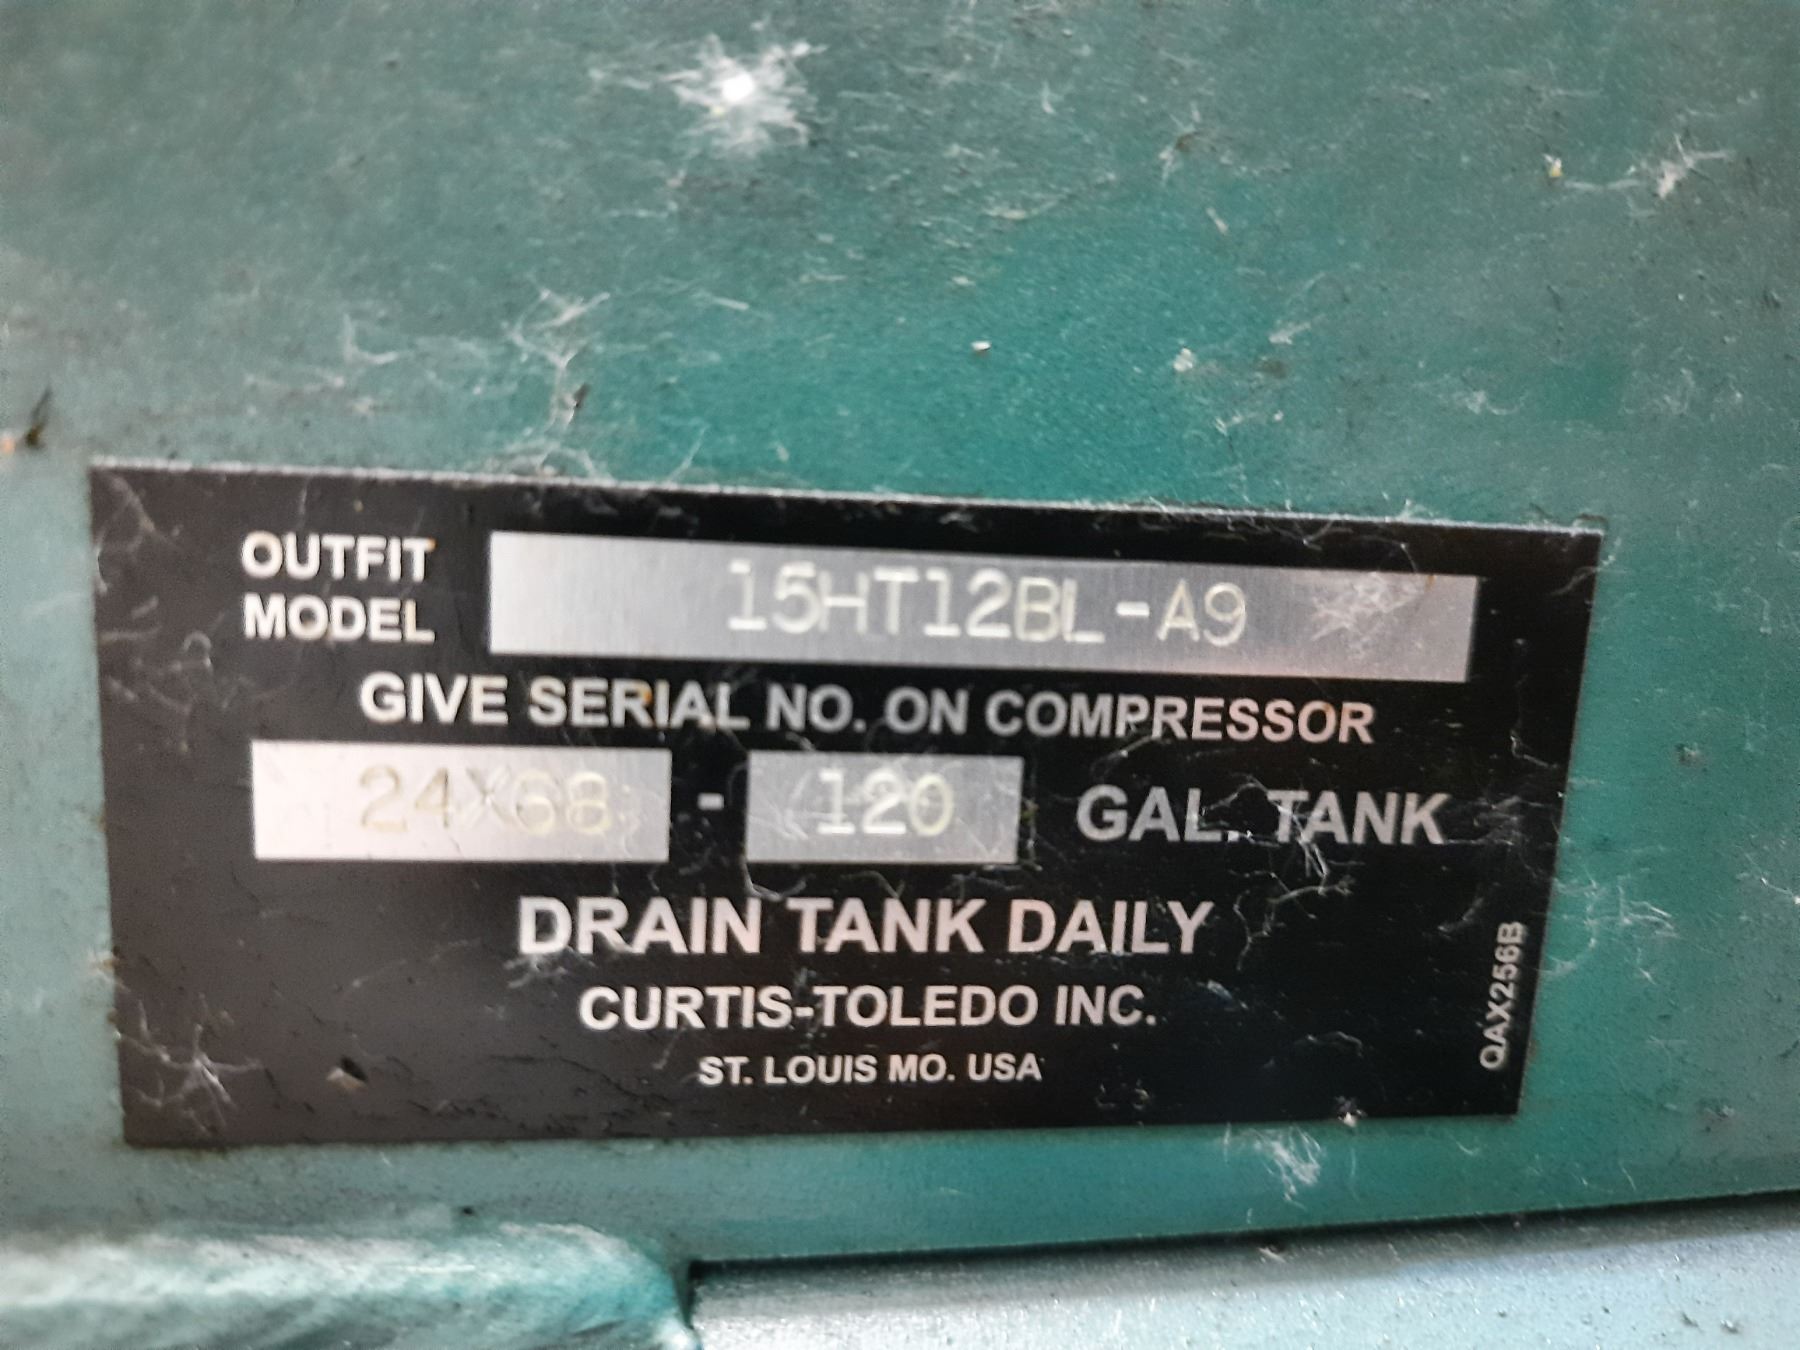 OUTFIT
MODEL 15HT12BL-A9
GIVE SERIAL NO. ON COMPRESSOR
24X68 - 120 GAL. TANK
DRAIN TANK DAILY
CURTIS-TOLEDO INC.
ST. LOUIS MO. USA
QAX256B